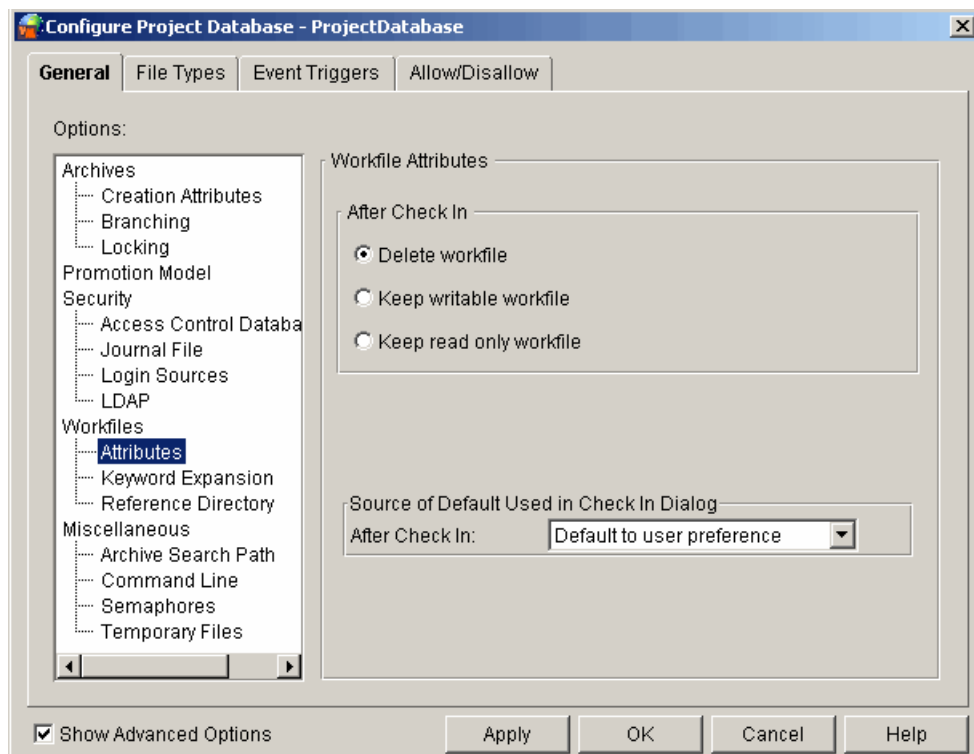 Configure Project Database - ProjectDatabase
General
File Types
Event Triggers
Allow/Disallow
Options:
Archives
Creation Attributes
Branching
Locking
Promotion Model
Security
Access Control Databa
Journal File
Login Sources
LDAP
Workfiles
Attributes
Keyword Expansion
Reference Directory
Miscellaneous
Archive Search Path
Command Line
Semaphores
Temporary Files
Workfile Attributes
After Check In
Delete workfile
Keep writable workfile
Keep read only workfile
Source of Default Used in Check In Dialog
After Check In:
Default to user preference
Show Advanced Options
Apply
OK
Cancel
Help